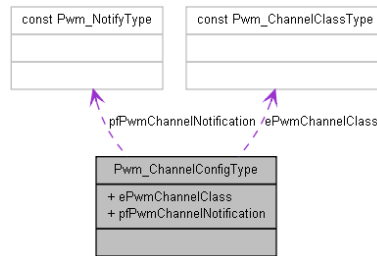 const Pwm_NotifyType
const Pwm_ChannelClassType
pfPwmChannelNotification
ePwmChannelClass
Pwm_ChannelConfigType
+ ePwmChannelClass
+ pfPwmChannelNotification